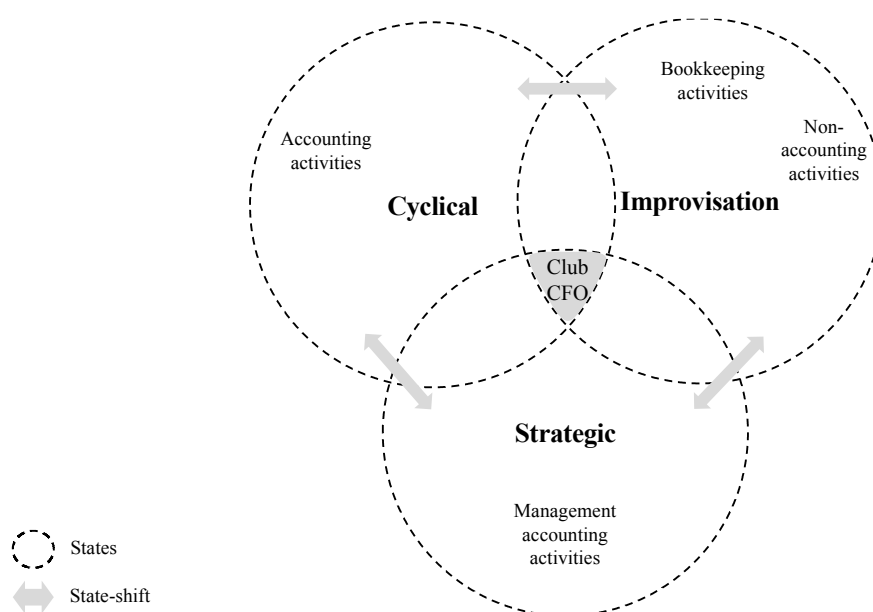 Bookkeeping
activities
Non-
accounting
activities
Accounting
activities
Cyclical
Improvisation
Club
CFO
Strategic
Management
accounting
activities
States
State-shift